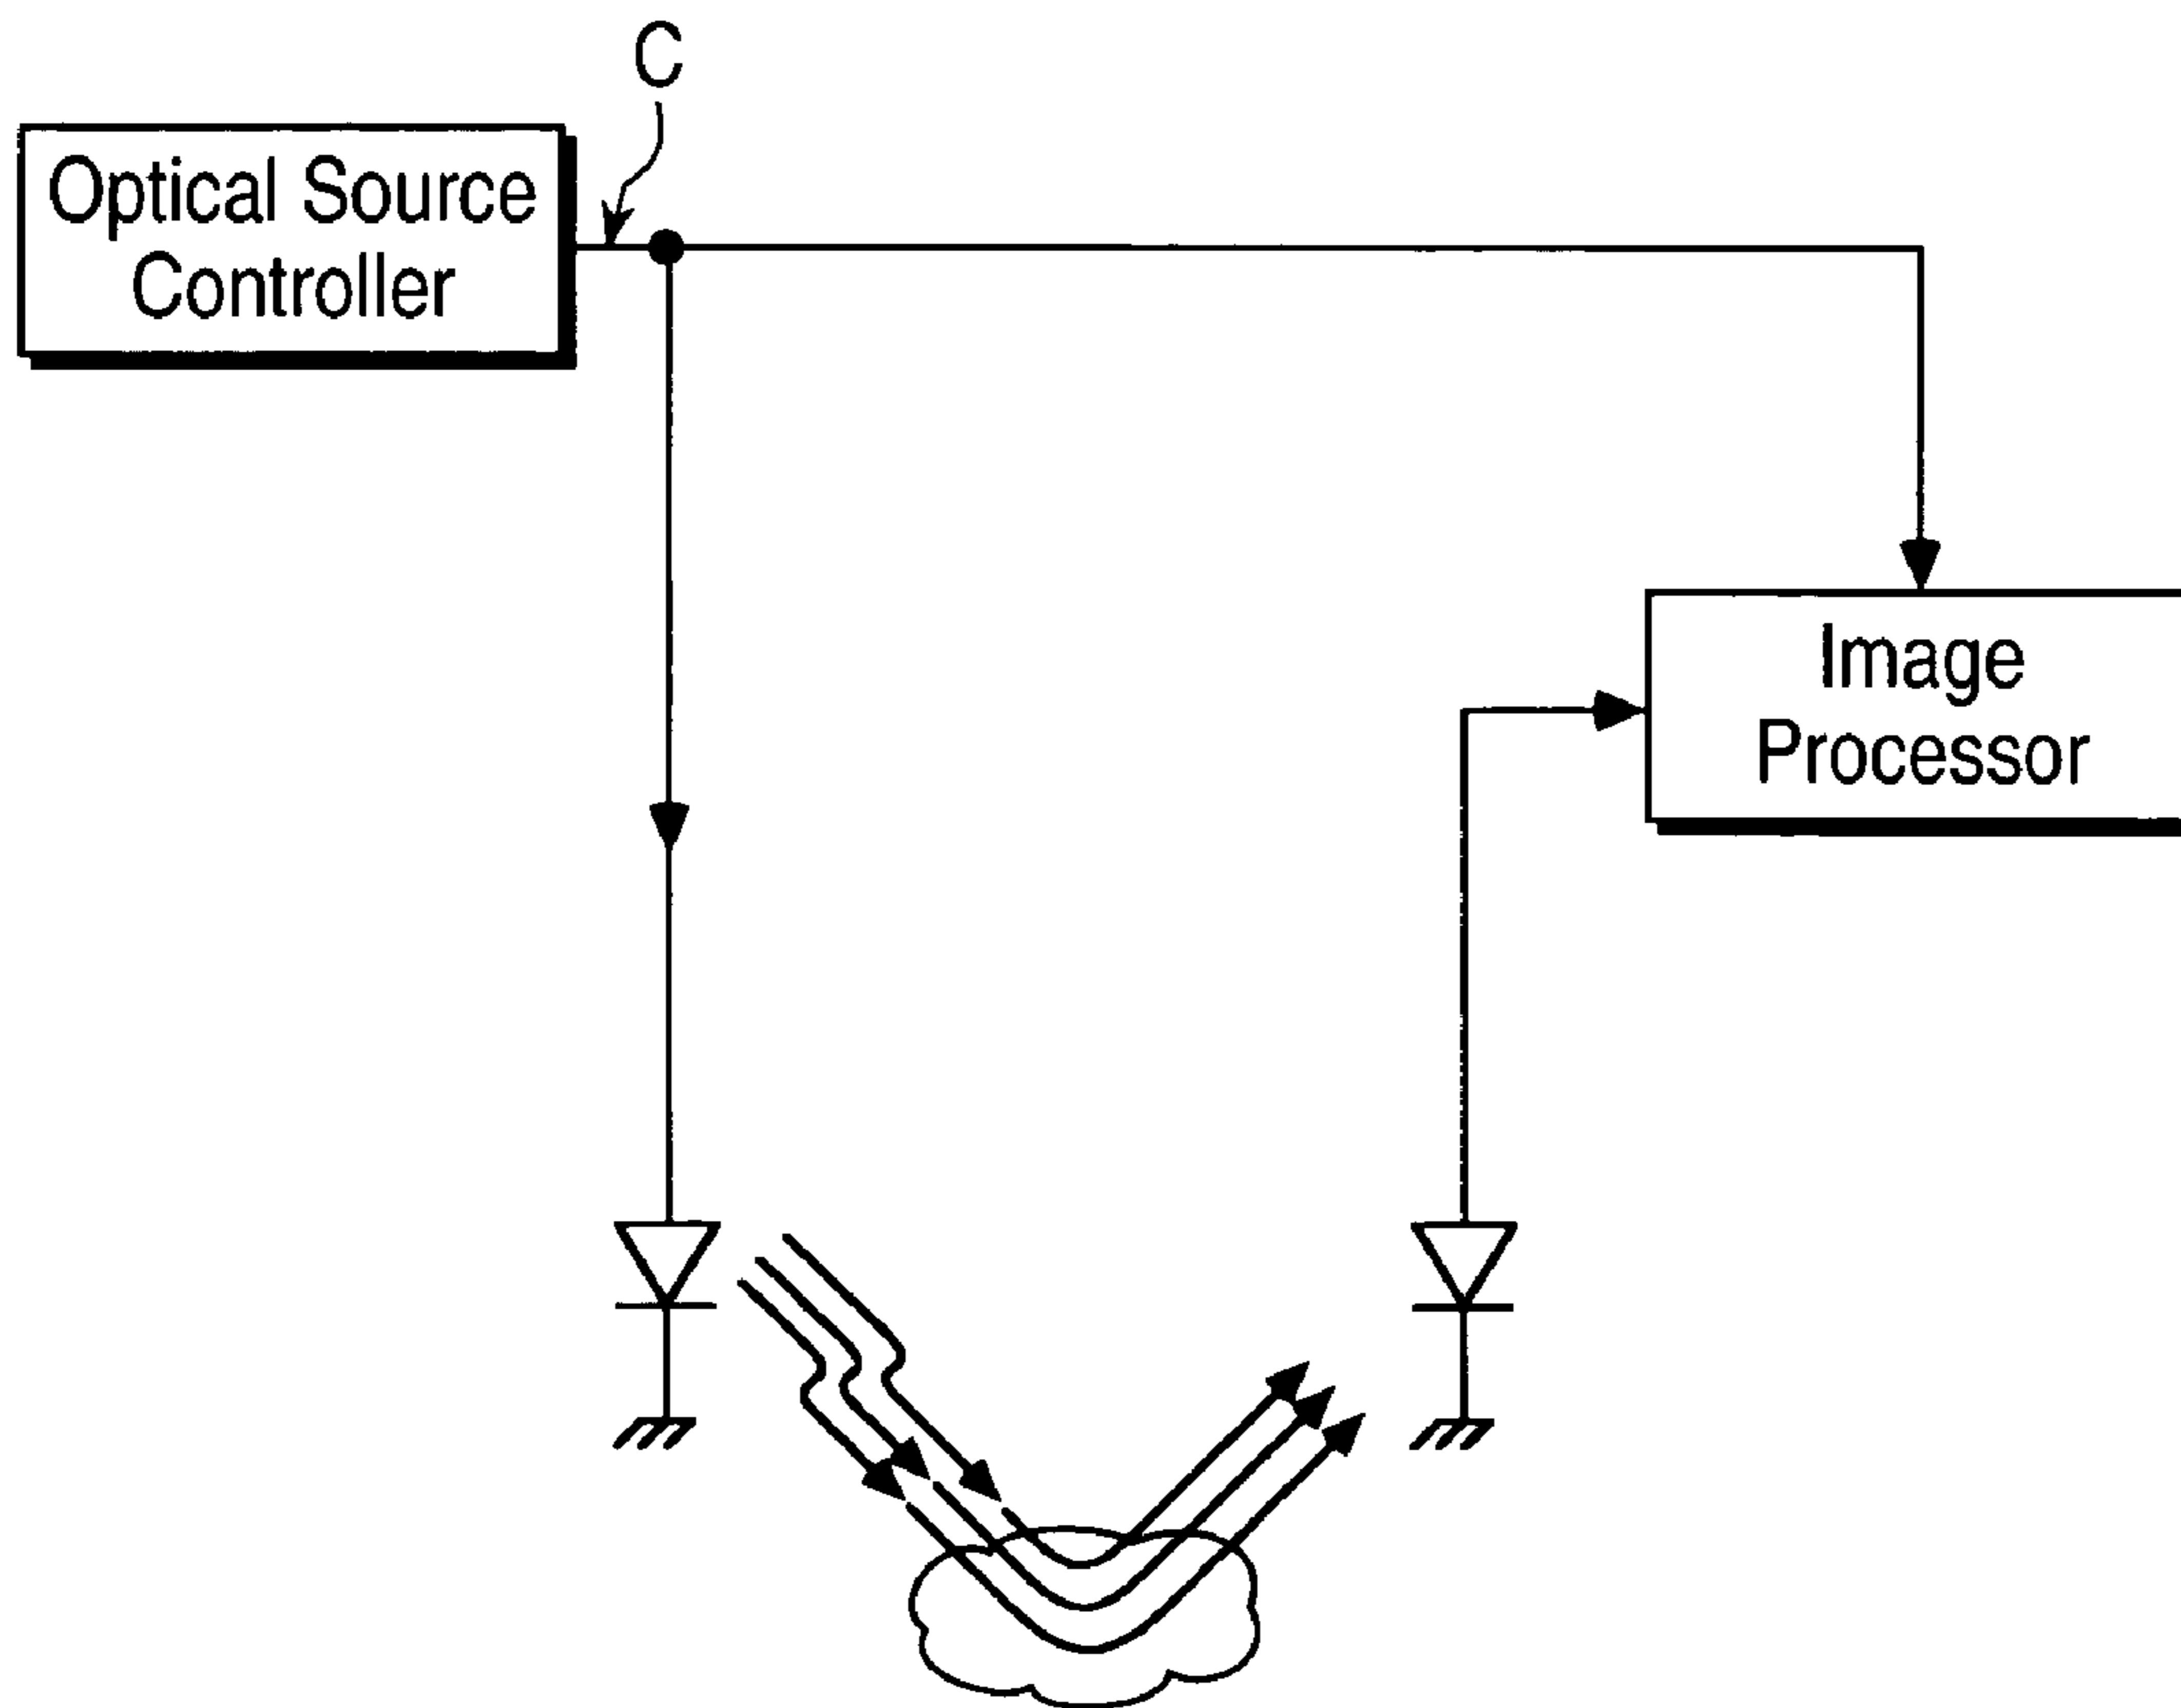 C
Optical Source
Controller
Image
Processor